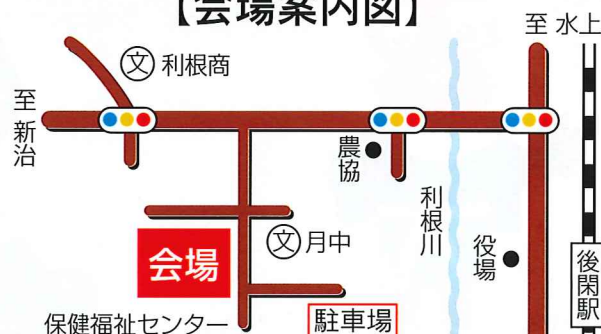 【会場案内図】
至 水上
文 利根商
至 新治
農協
利根川
文 月中
役場
会場
後閑駅
保健福祉センター
駐車場